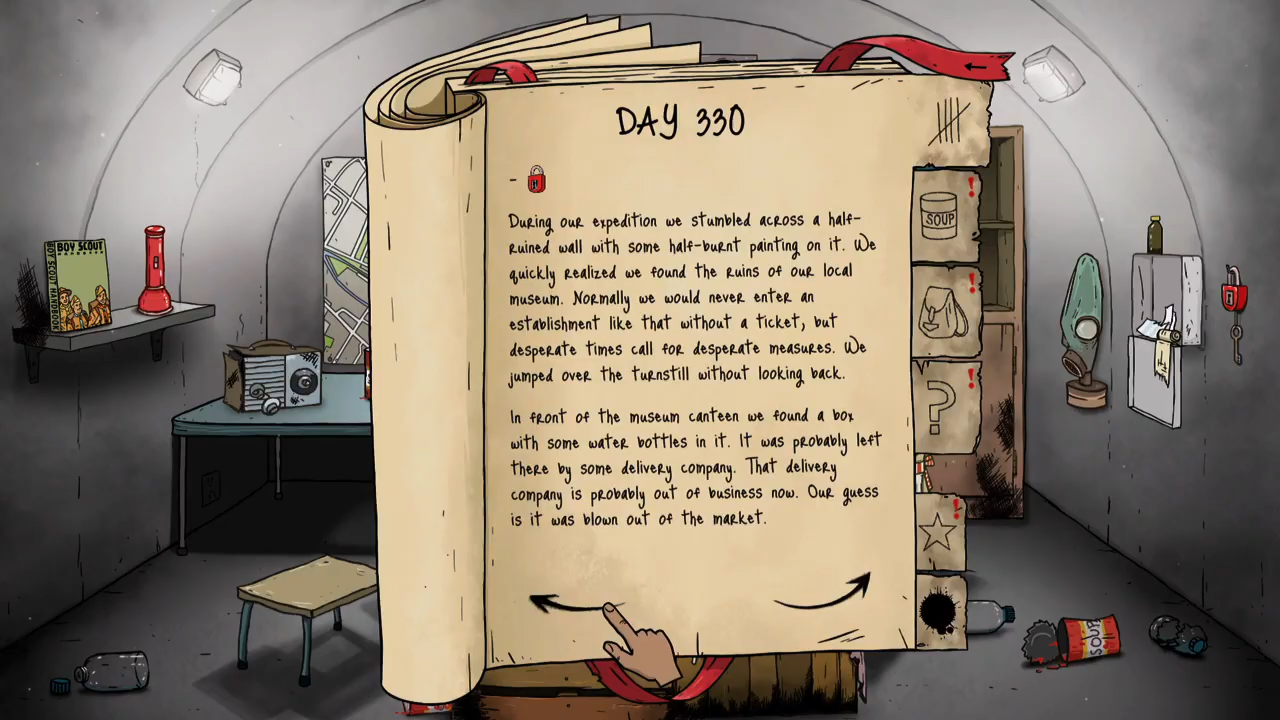 DAY 330
-
During our expedition we stumbled across a half-
ruined wall with some half-burnt painting on it. We
quickly realized we found the ruins of our local
museum. Normally we would never enter an
establishment like that without a ticket, but
desperate times call for desperate measures. We
jumped over the turnstill without looking back.
In front of the museum canteen we found a box
with some water bottles in it. It was probably left
there by some delivery company. That delivery
company is probably out of business now. Our guess
is it was blown out of the market.
SOUP
!
!
?
!
!
BOY SCOUT
BOY SCOUT HANDBOOK
SOUP